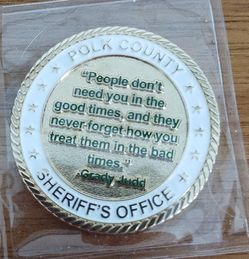 POLK COUNTY
"People don't
need you in the
good times, and they
never forget how you
treat them in the bad
times."
-Grady Judd
SHERIFF'S OFFICE